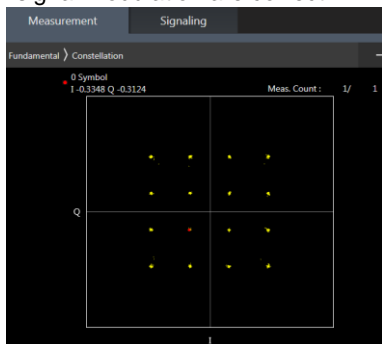 Measurement Signaling
Fundamental 〉 Constellation
0 Symbol
I -0.3348 Q -0.3124 Meas. Count : 1/ 1
Q
I